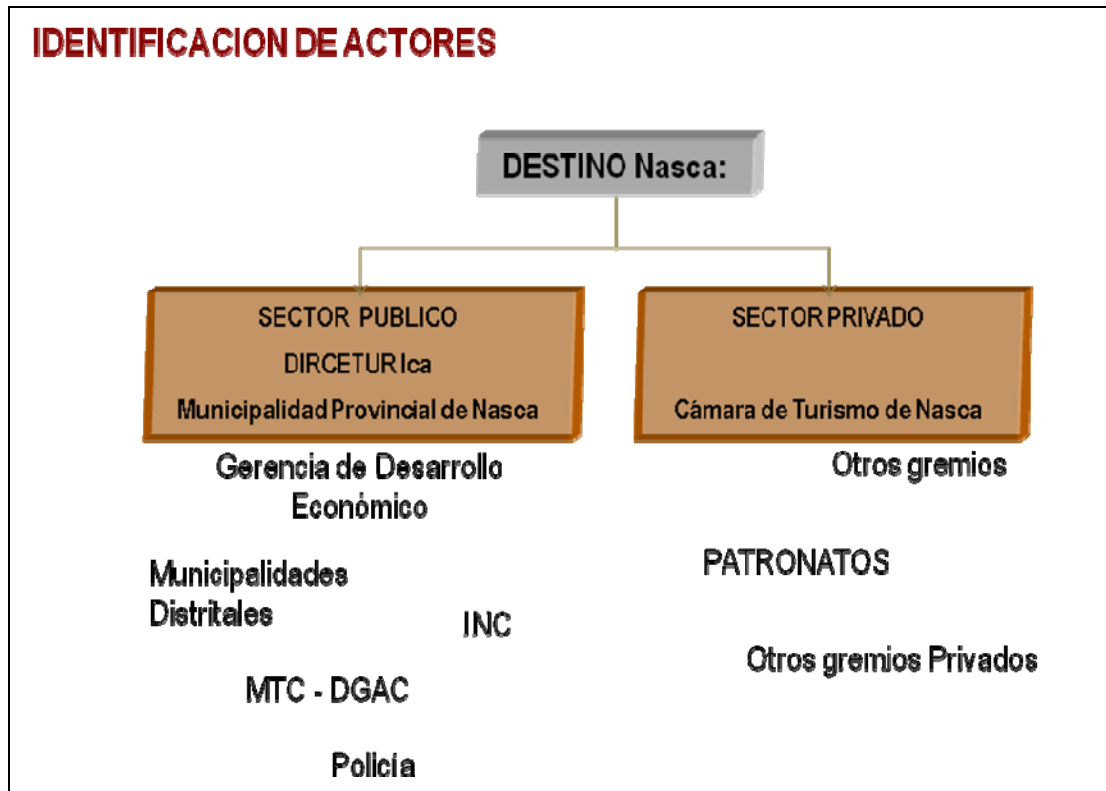 IDENTIFICACION DE ACTORES
DESTINO Nasca:
SECTOR PUBLICO
DIRCETUR Ica
Municipalidad Provincial de Nasca
Gerencia de Desarrollo
Económico
Municipalidades
Distritales
INC
MTC - DGAC
Policía
SECTOR PRIVADO
Cámara de Turismo de Nasca
Otros gremios
PATRONATOS
Otros gremios Privados